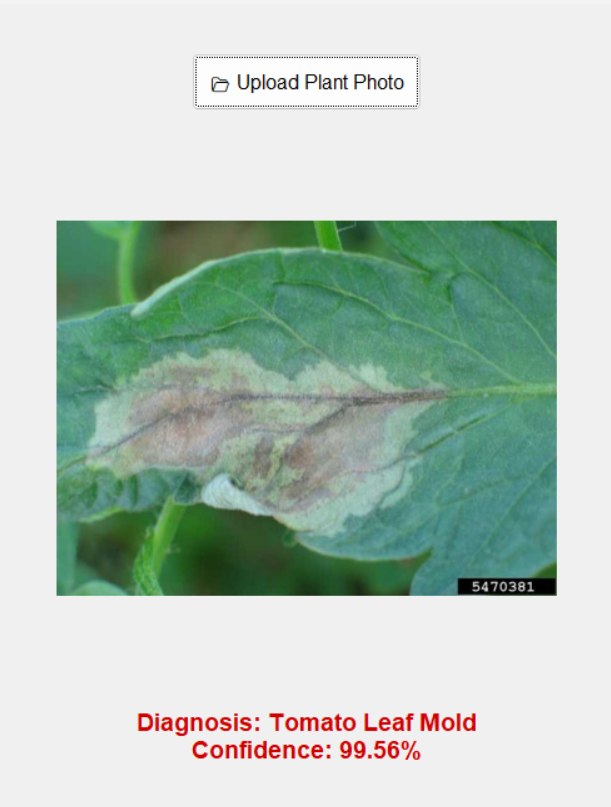 Upload Plant Photo
5470381
Diagnosis: Tomato Leaf Mold
Confidence: 99.56%